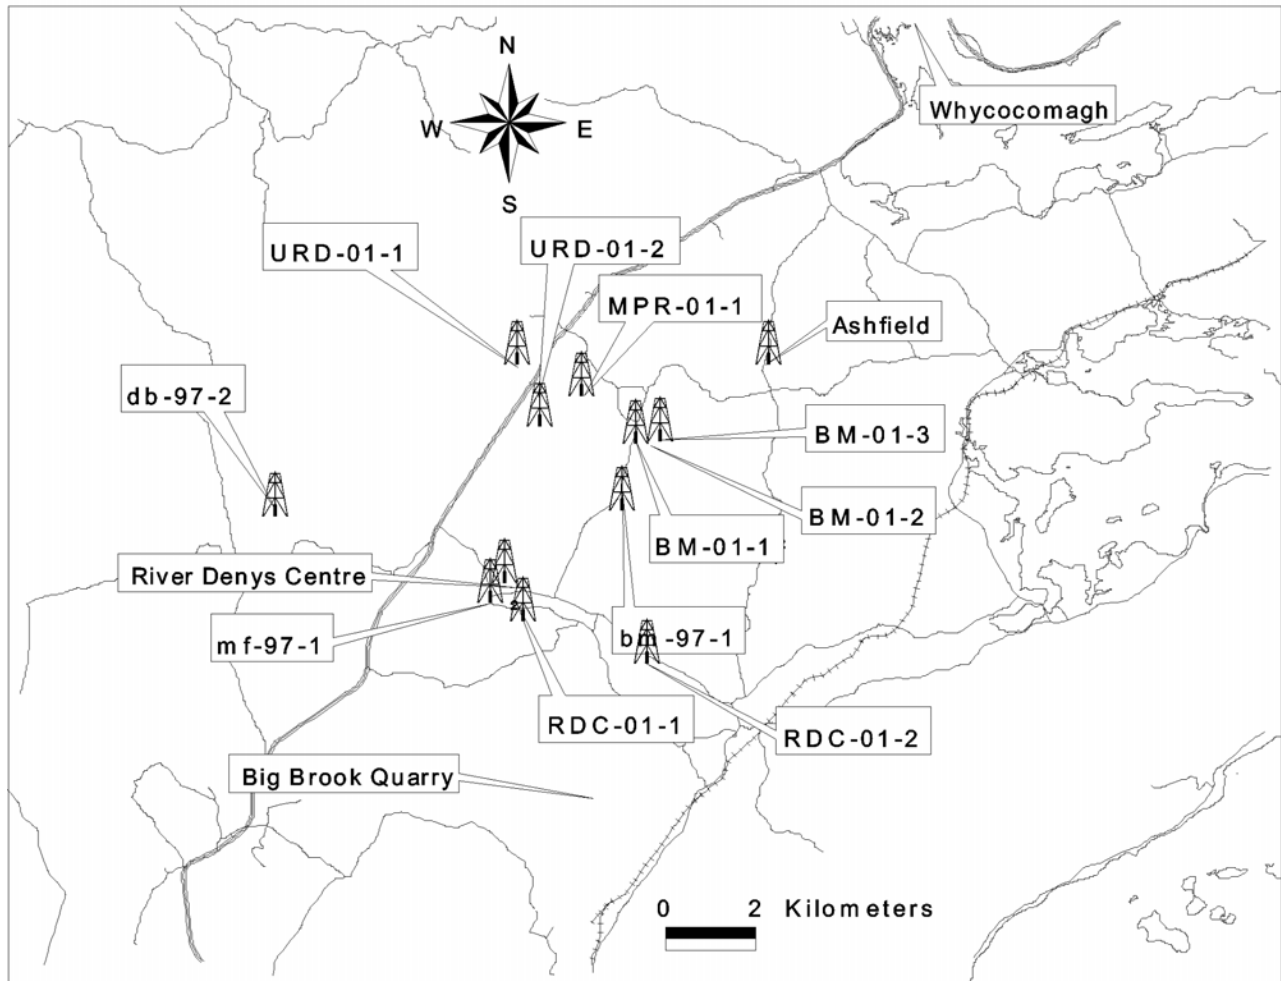 N
Whycocomagh
W E
S
URD-01-1
URD-01-2
MPR-01-1
Ashfield
db-97-2
BM-01-3
BM-01-2
BM-01-1
River Denys Centre
2
mf-97-1
bm-97-1
RDC-01-1
RDC-01-2
Big Brook Quarry
0 2 Kilometers